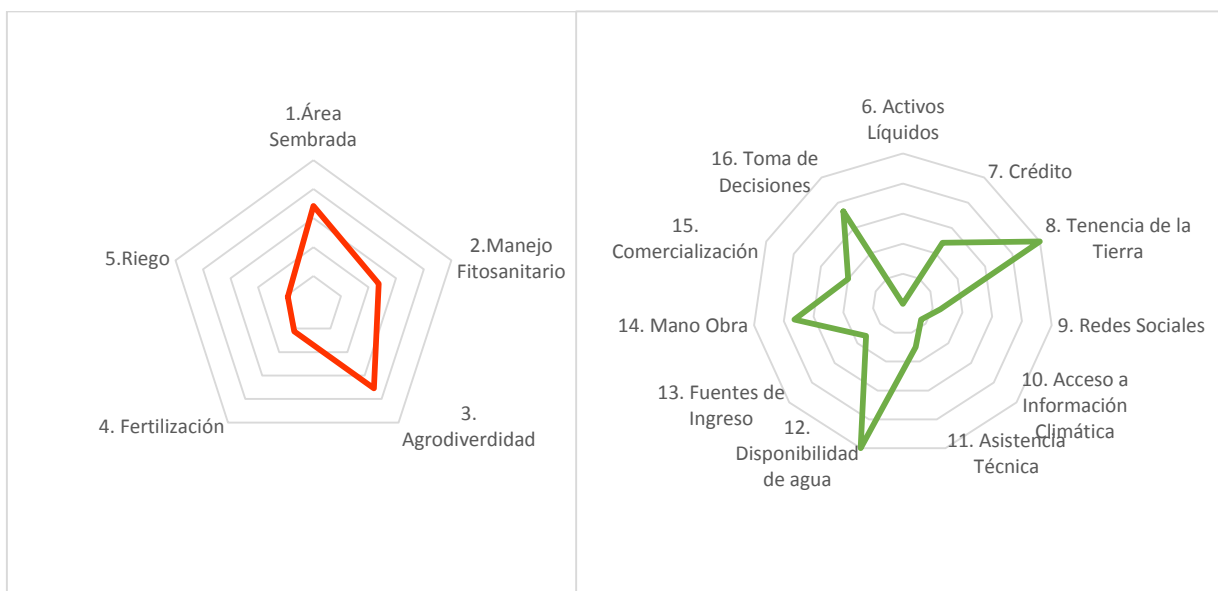 1.Área
Sembrada
2.Manejo
Fitosanitario
3.
Agrodiverdidad
4. Fertilización
5.Riego
6. Activos
Líquidos
7. Crédito
8. Tenencia de la
Tierra
9. Redes Sociales
10. Acceso a
Información
Climática
11. Asistencia
Técnica
12.
Disponibilidad
de agua
13. Fuentes de
Ingreso
14. Mano Obra
15.
Comercialización
16. Toma de
Decisiones